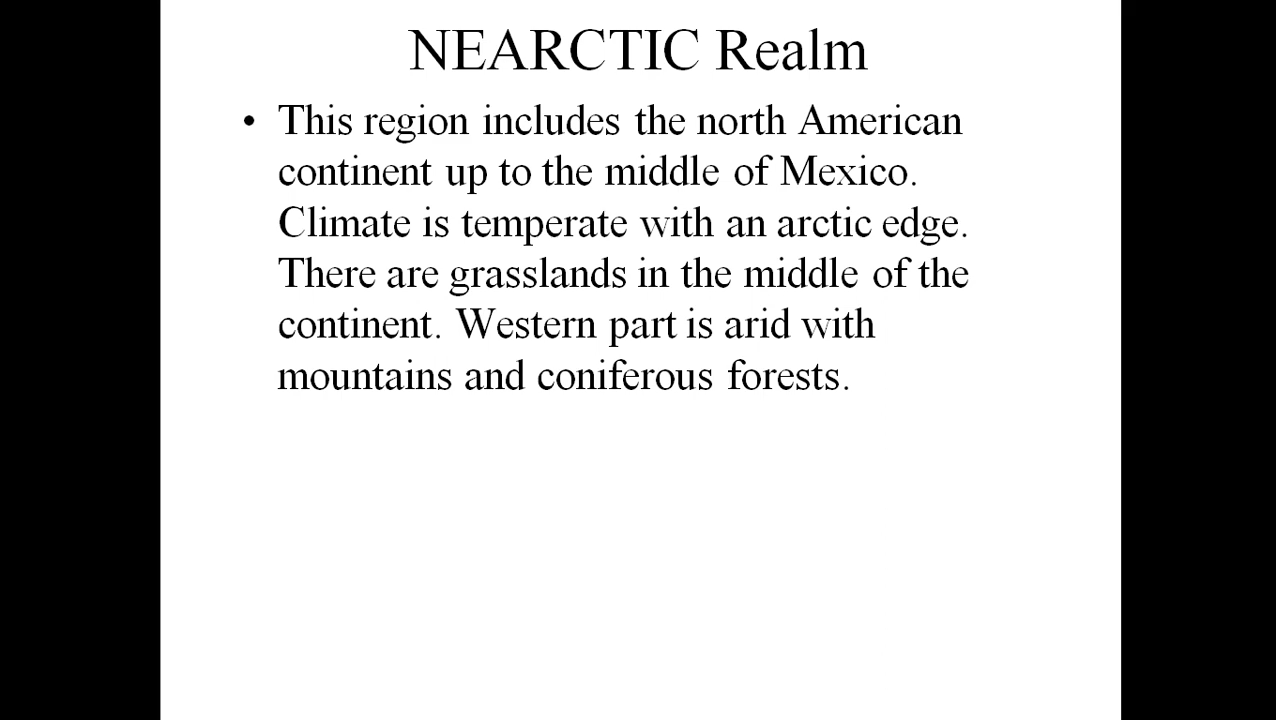 NEARCTIC Realm
• This region includes the north American
continent up to the middle of Mexico.
Climate is temperate with an arctic edge.
There are grasslands in the middle of the
continent. Western part is arid with
mountains and coniferous forests.